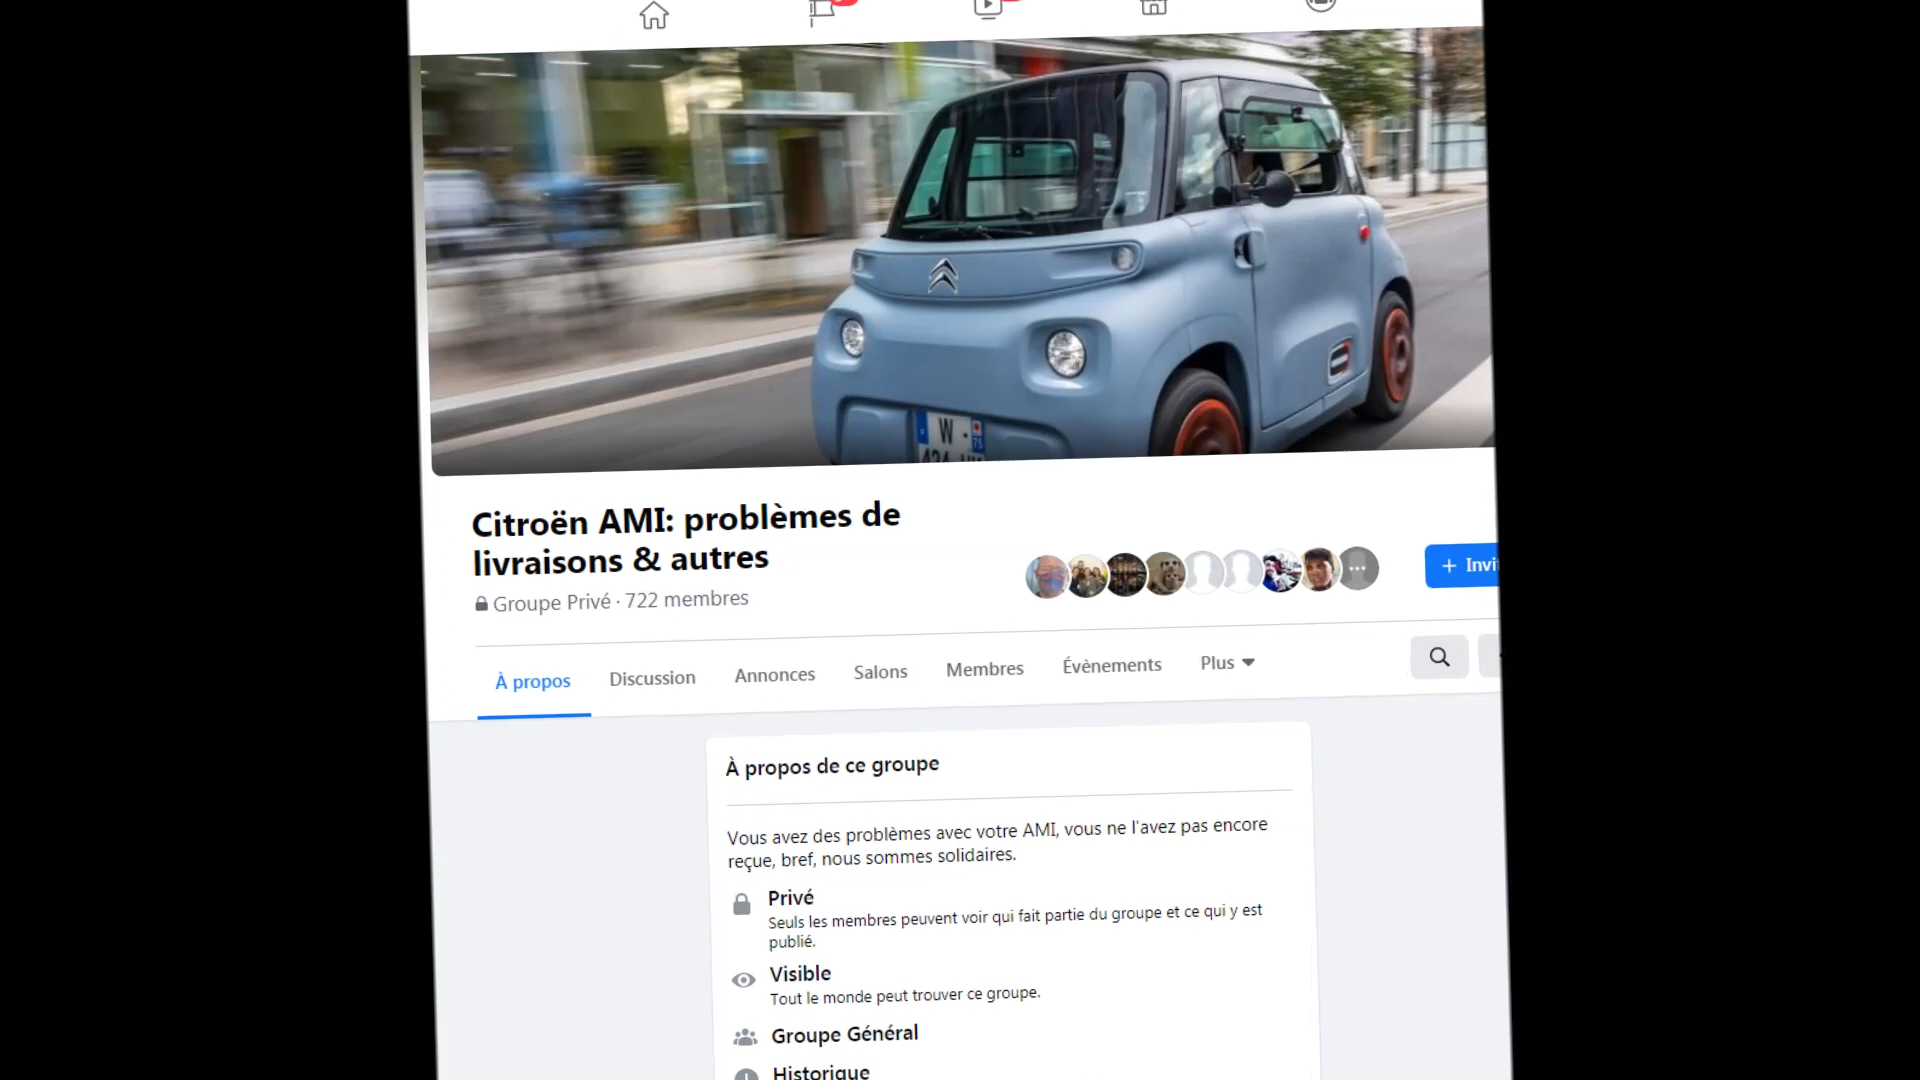 W
75
Citroën AMI: problèmes de
livraisons & autres
Groupe Privé · 722 membres
+ Invi
À propos
Discussion
Annonces
Salons
Membres
Évènements
Plus
À propos de ce groupe
Vous avez des problèmes avec votre AMI, vous ne l'avez pas encore
reçue, bref, nous sommes solidaires.
Privé
Seuls les membres peuvent voir qui fait partie du groupe et ce qui y est
publié.
Visible
Tout le monde peut trouver ce groupe.
Groupe Général
Historique